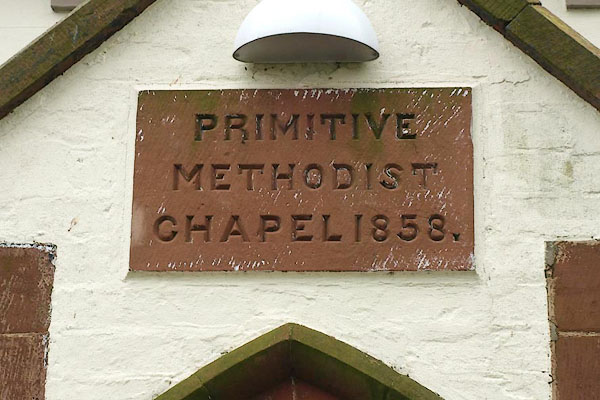 PRIMITIVE
METHODIST
CHAPEL 1858.